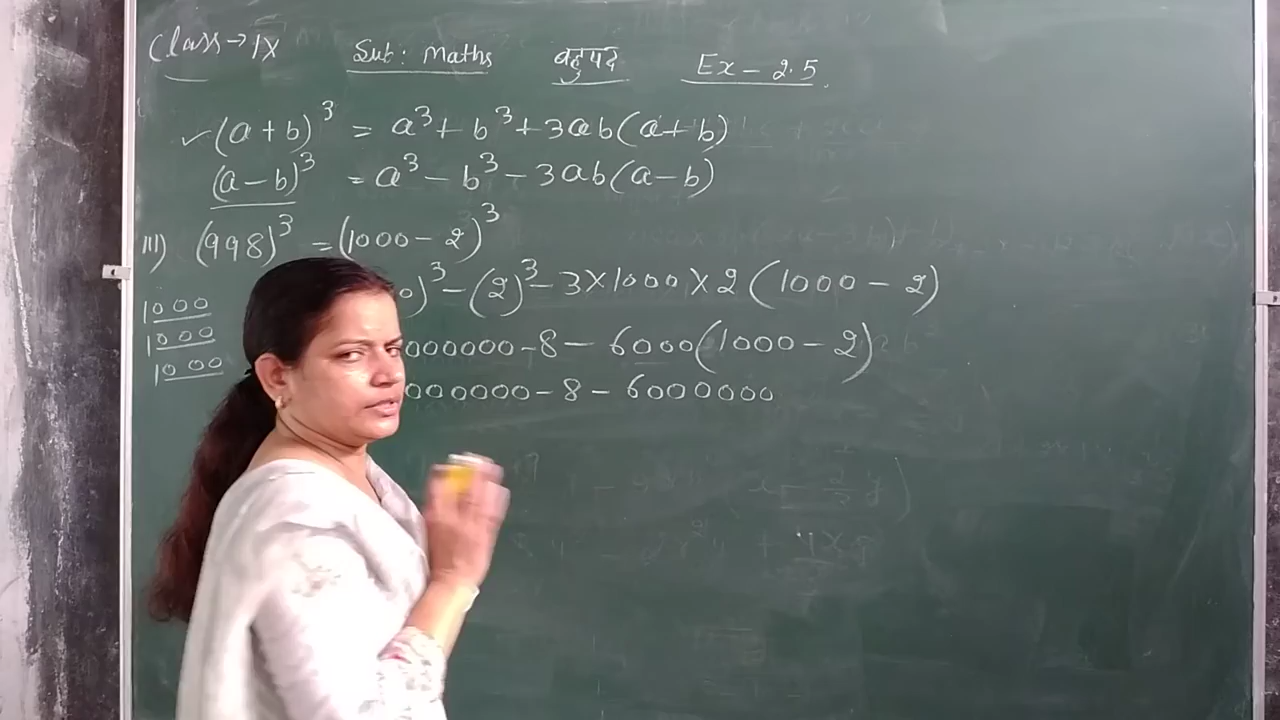 Class → IX Sub: Maths बहुपद Ex - 2.5
✓(a + b)³ = a³ + b³ + 3ab(a + b)
(a - b)³ = a³ - b³ - 3ab(a - b)
III) (998)³ = (1000 - 2)³
0)³ - (2)³ - 3×1000×2 (1000 - 2)
1000
1000
1000
000000 - 8 - 6000(1000 - 2)
000000 - 8 - 6000000